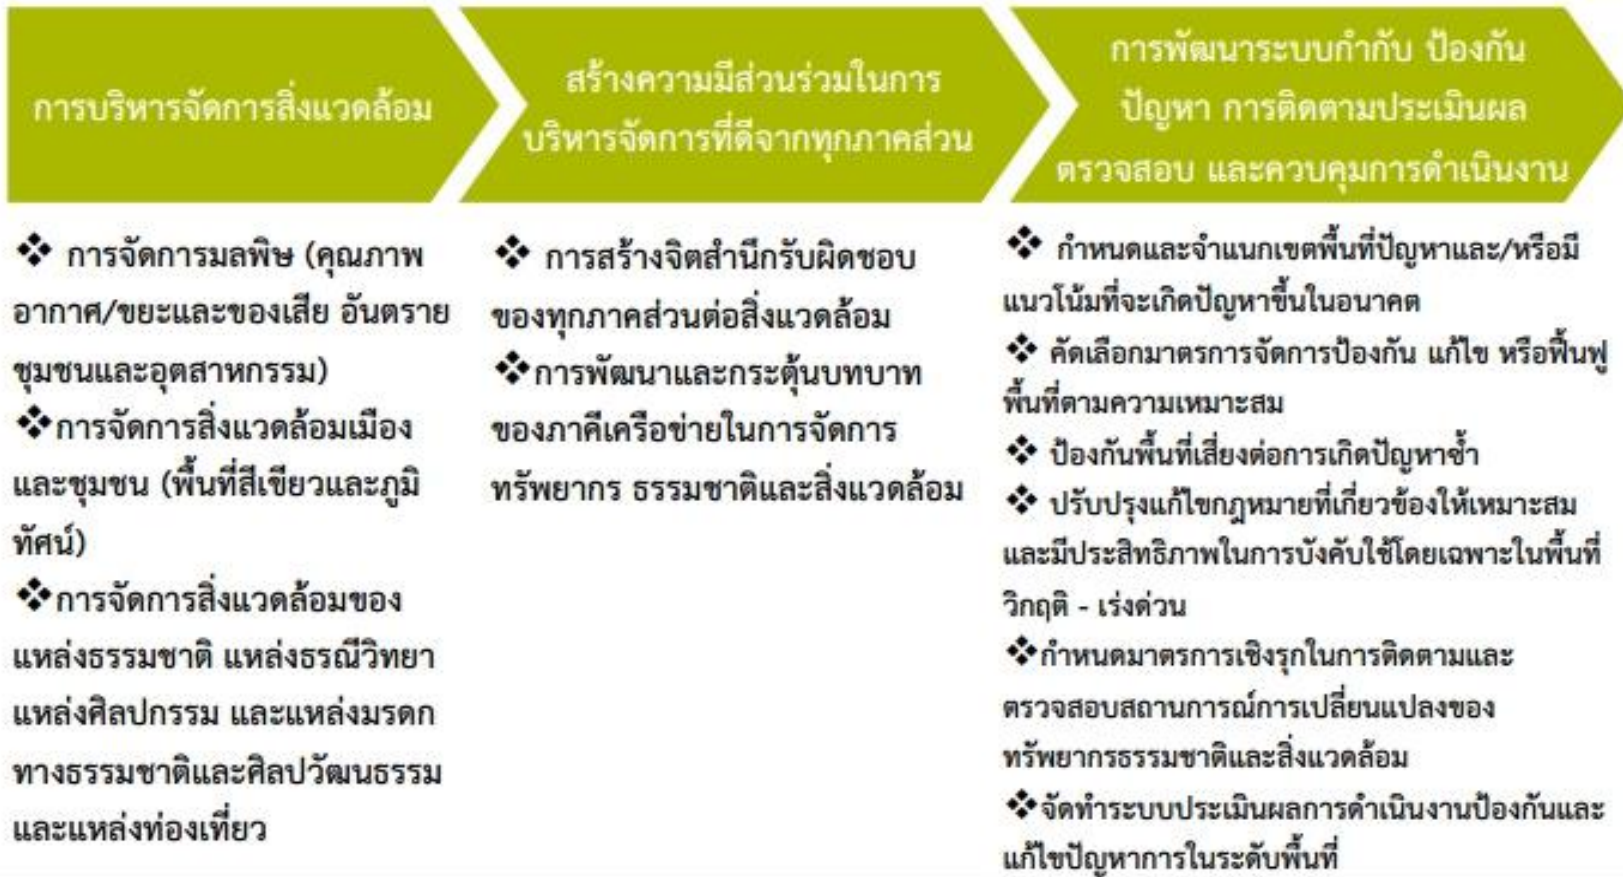 การบริหารจัดการสิ่งแวดล้อม
สร้างความมีส่วนร่วมในการ
บริหารจัดการที่ดีจากทุกภาคส่วน
การพัฒนาระบบกำกับ ป้องกัน
ปัญหา การติดตามประเมินผล
ตรวจสอบ และควบคุมการดำเนินงาน
❖ การจัดการมลพิษ (คุณภาพ
อากาศ/ขยะและของเสีย อันตราย
ชุมชนและอุตสาหกรรม)
❖การจัดการสิ่งแวดล้อมเมือง
และชุมชน (พื้นที่สีเขียวและภูมิ
ทัศน์)
❖การจัดการสิ่งแวดล้อมของ
แหล่งธรรมชาติ แหล่งธรณีวิทยา
แหล่งศิลปกรรม และแหล่งมรดก
ทางธรรมชาติและศิลปวัฒนธรรม
และแหล่งท่องเที่ยว
❖ การสร้างจิตสำนึกรับผิดชอบ
ของทุกภาคส่วนต่อสิ่งแวดล้อม
❖การพัฒนาและกระตุ้นบทบาท
ของภาคีเครือข่ายในการจัดการ
ทรัพยากร ธรรมชาติและสิ่งแวดล้อม
❖ กำหนดและจำแนกเขตพื้นที่ปัญหาและ/หรือมี
แนวโน้มที่จะเกิดปัญหาขึ้นในอนาคต
❖ คัดเลือกมาตรการจัดการป้องกัน แก้ไข หรือฟื้นฟู
พื้นที่ตามความเหมาะสม
❖ ป้องกันพื้นที่เสี่ยงต่อการเกิดปัญหาซ้ำ
❖ ปรับปรุงแก้ไขกฎหมายที่เกี่ยวข้องให้เหมาะสม
และมีประสิทธิภาพในการบังคับใช้โดยเฉพาะในพื้นที่
วิกฤติ - เร่งด่วน
❖กำหนดมาตรการเชิงรุกในการติดตามและ
ตรวจสอบสถานการณ์การเปลี่ยนแปลงของ
ทรัพยากรธรรมชาติและสิ่งแวดล้อม
❖จัดทำระบบประเมินผลการดำเนินงานป้องกันและ
แก้ไขปัญหาการในระดับพื้นที่